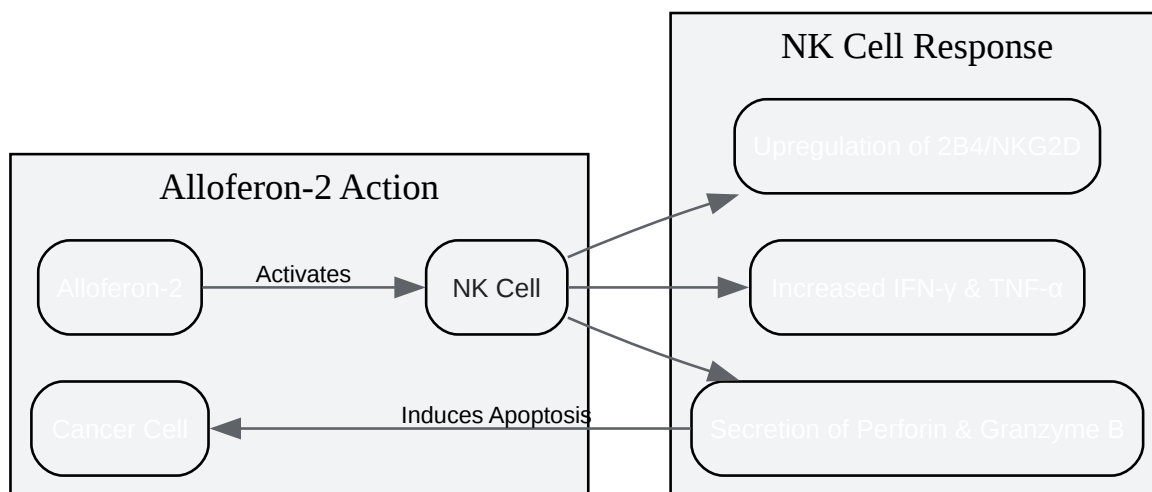 NK Cell Response
Upregulation of 2B4/NKG2D
Alloferon-2 Action
Alloferon-2
Activates
NK Cell
Increased IFN-γ & TNF-α
Cancer Cell
Induces Apoptosis
Secretion of Perforin & Granzyme B